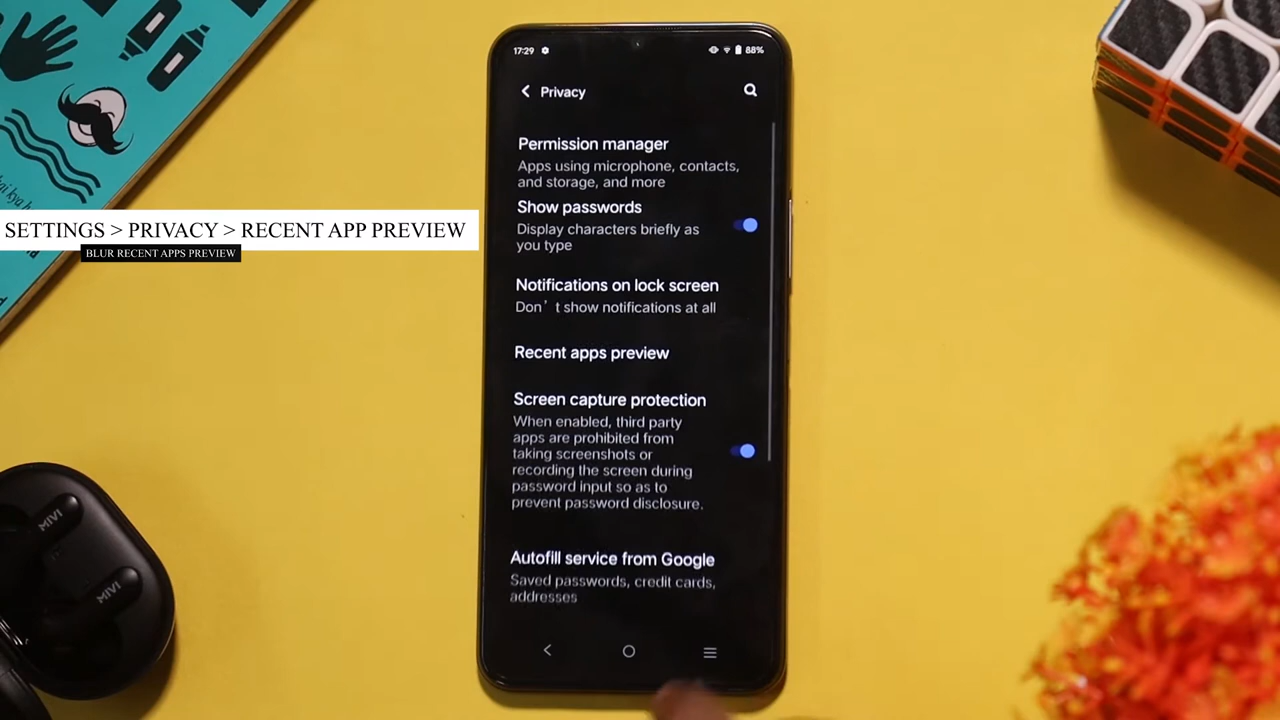 17:29
88%
Privacy
Permission manager
Apps using microphone, contacts,
and storage, and more
Show passwords
Display characters briefly as
you type
Notifications on lock screen
Don't show notifications at all
Recent apps preview
Screen capture protection
When enabled, third party
apps are prohibited from
taking screenshots or
recording the screen during
password input so as to
prevent password disclosure.
Autofill service from Google
Saved passwords, credit cards,
addresses
SETTINGS > PRIVACY > RECENT APP PREVIEW
BLUR RECENT APPS PREVIEW
MIVI
MIVI